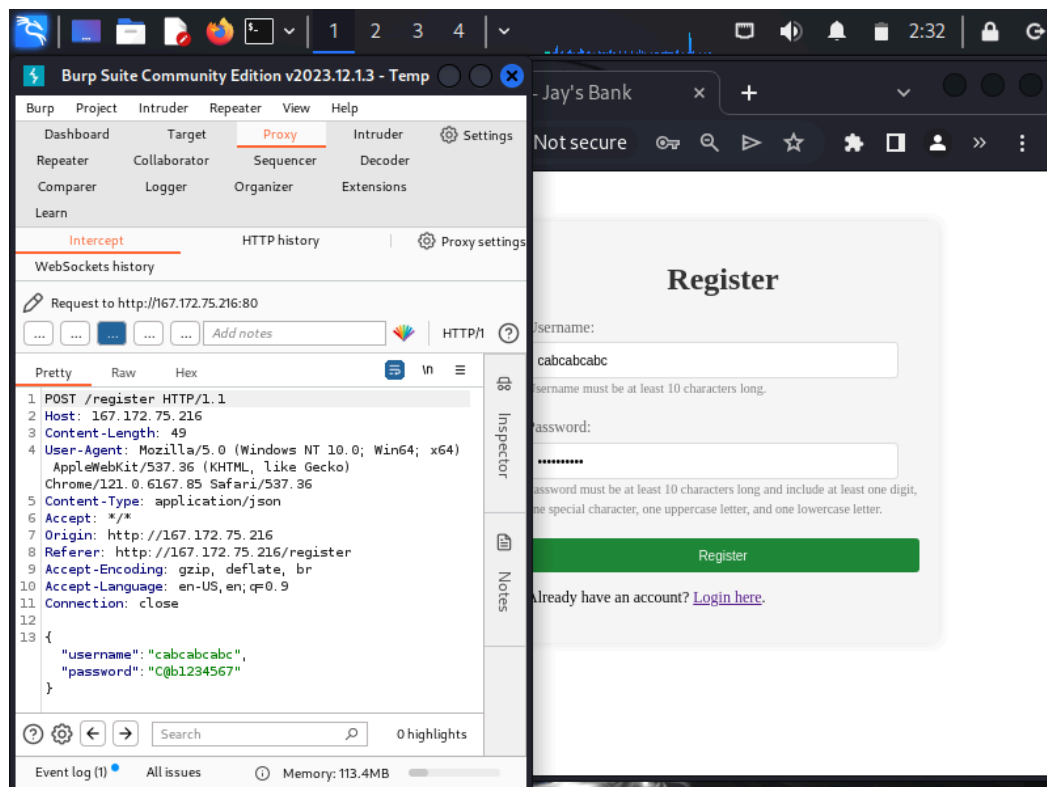 1 2 3 4 2:32
Burp Suite Community Edition v2023.12.1.3 - Temp
Burp Project Intruder Repeater View Help
Dashboard Target Proxy Intruder Settings
Repeater Collaborator Sequencer Decoder
Comparer Logger Organizer Extensions
Learn
Intercept HTTP history Proxy settings
WebSockets history
Request to http://167.172.75.216:80
... ... ... ... ... Add notes HTTP/1 ?
Pretty Raw Hex \n
1 POST /register HTTP/1.1
2 Host: 167.172.75.216
3 Content-Length: 49
4 User-Agent: Mozilla/5.0 (Windows NT 10.0; Win64; x64)
AppleWebKit/537.36 (KHTML, like Gecko)
Chrome/121.0.6167.85 Safari/537.36
5 Content-Type: application/json
6 Accept: */*
7 Origin: http://167.172.75.216
8 Referer: http://167.172.75.216/register
9 Accept-Encoding: gzip, deflate, br
10 Accept-Language: en-US,en;q=0.9
11 Connection: close
12
13 {
"username":"cabcabcabc",
"password":"C@b1234567"
}
Inspector
Notes
? Search 0 highlights
Event log (1) All issues Memory: 113.4MB
- Jay's Bank
Not secure
Register
Username:
cabcabcabc
Username must be at least 10 characters long.
Password:
••••••••••
Password must be at least 10 characters long and include at least one digit,
one special character, one uppercase letter, and one lowercase letter.
Register
Already have an account? Login here.